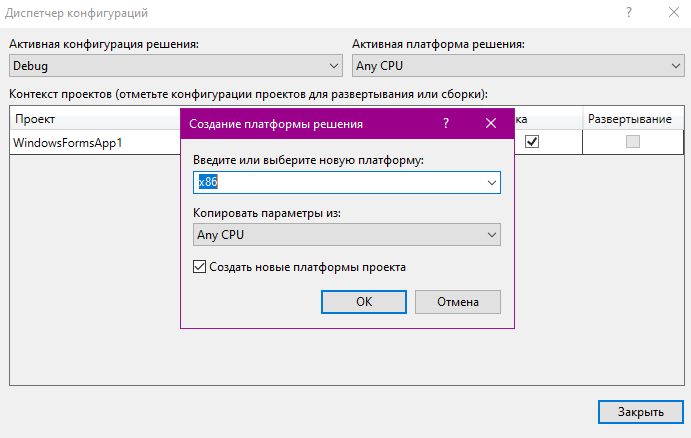 Диспетчер конфигураций
?
Активная конфигурация решения:
Активная платформа решения:
Debug
Any CPU
Контекст проектов (отметьте конфигурации проектов для развертывания или сборки):
Проект
ка
Развертывание
WindowsFormsApp1
Создание платформы решения
?
Введите или выберите новую платформу:
x86
Копировать параметры из:
Any CPU
Создать новые платформы проекта
OK
Отмена
Закрыть